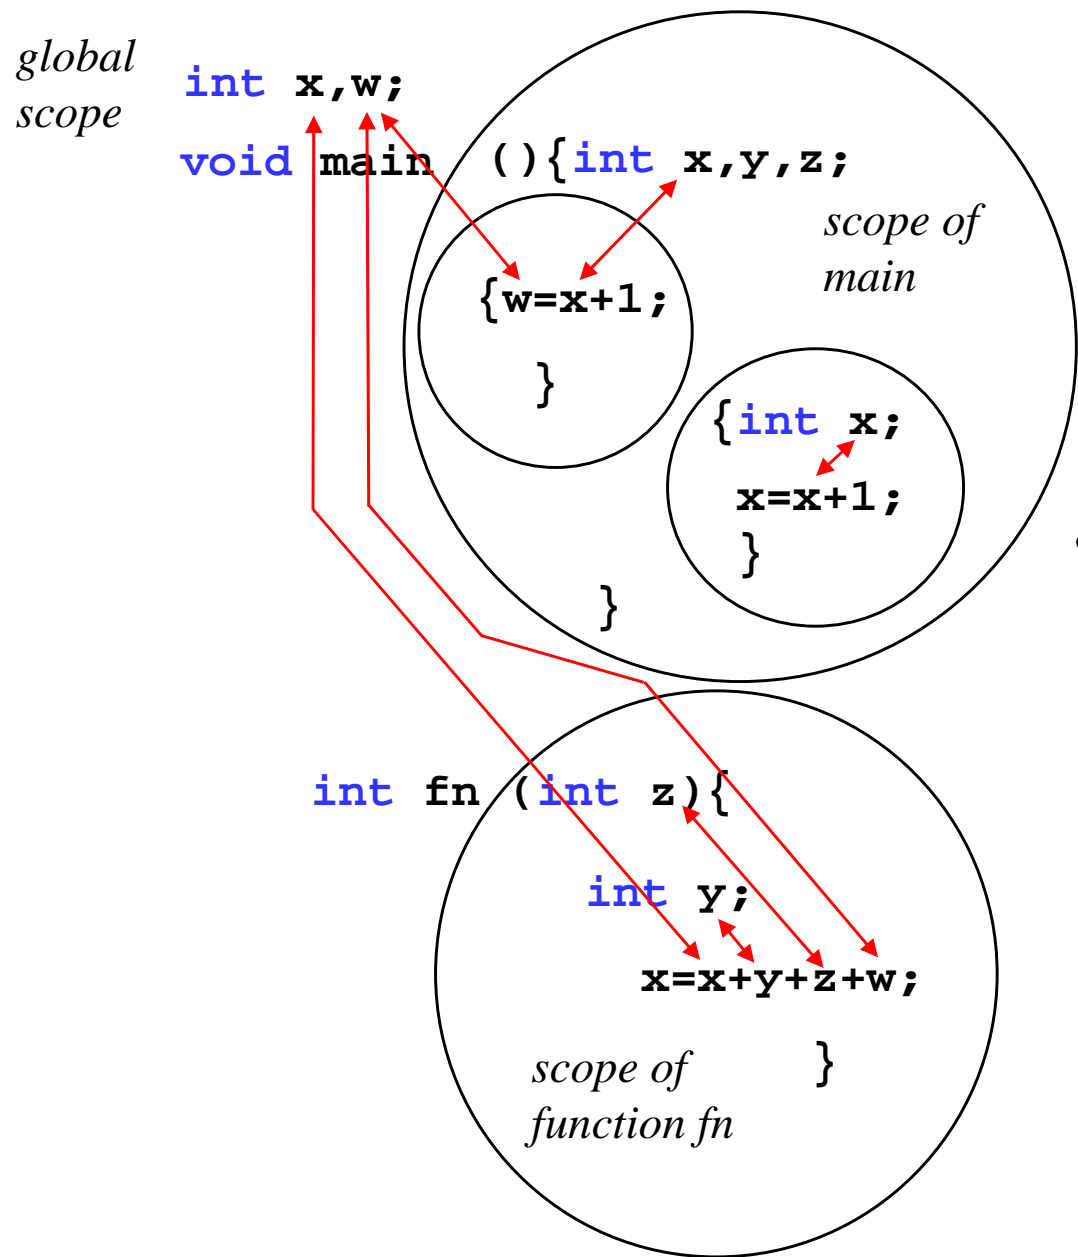 global
scope
int x,w;
void main (){int x,y,z;
scope of
main
{w=x+1;
}
{int x;
x=x+1;
}
}
int fn (int z){
int y;
x=x+y+z+w;
}
scope of
function fn